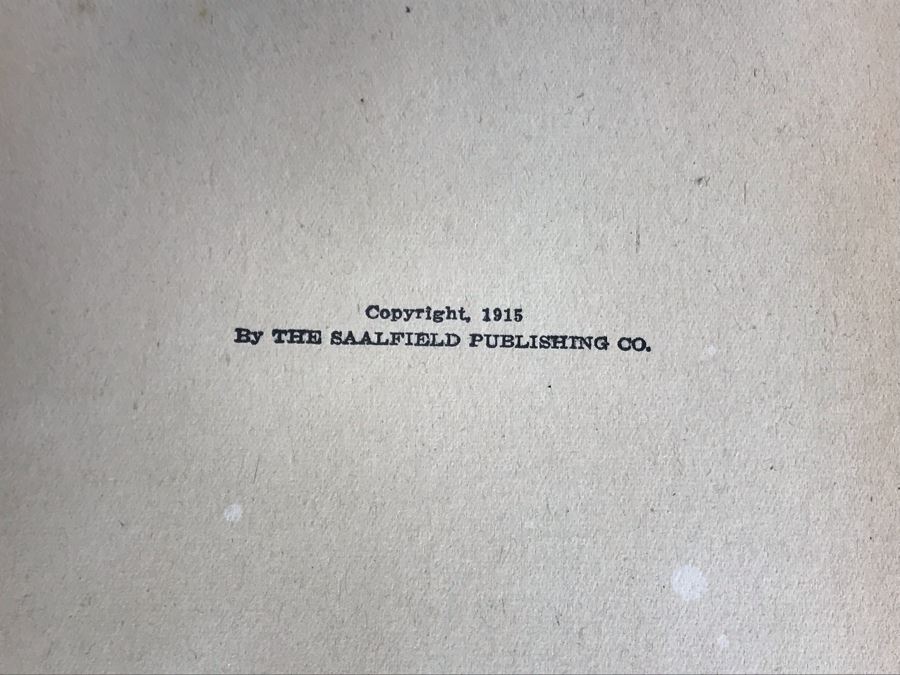 Copyright, 1915
By THE SAALFIELD PUBLISHING CO.